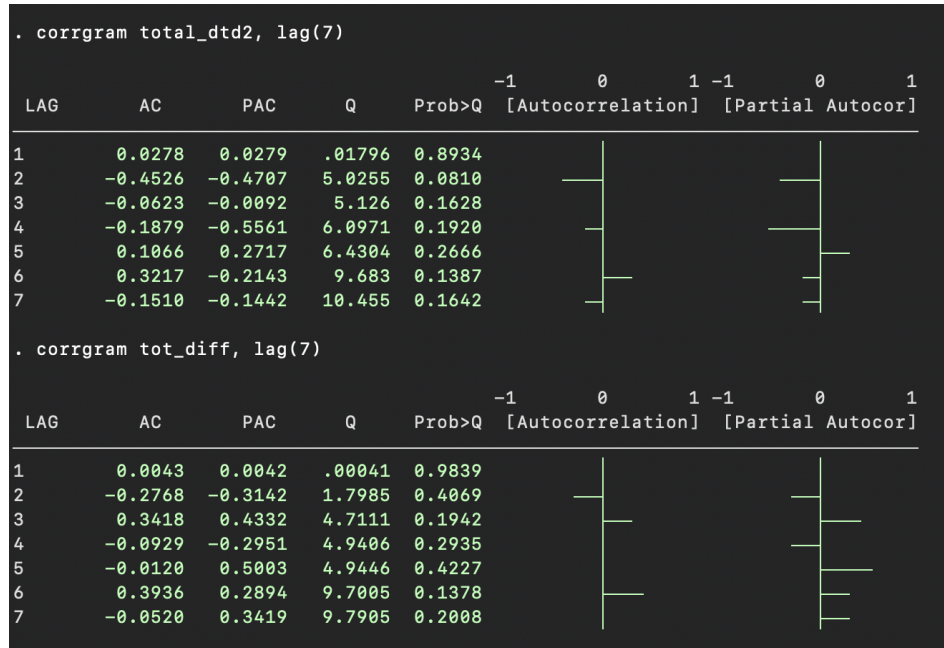 . corrgram total_dtd2, lag(7)
-1 0 1 -1 0 1
LAG AC PAC Q Prob>Q [Autocorrelation] [Partial Autocor]
1 0.0278 0.0279 .01796 0.8934
2 -0.4526 -0.4707 5.0255 0.0810
3 -0.0623 -0.0092 5.126 0.1628
4 -0.1879 -0.5561 6.0971 0.1920
5 0.1066 0.2717 6.4304 0.2666
6 0.3217 -0.2143 9.683 0.1387
7 -0.1510 -0.1442 10.455 0.1642
. corrgram tot_diff, lag(7)
-1 0 1 -1 0 1
LAG AC PAC Q Prob>Q [Autocorrelation] [Partial Autocor]
1 0.0043 0.0042 .00041 0.9839
2 -0.2768 -0.3142 1.7985 0.4069
3 0.3418 0.4332 4.7111 0.1942
4 -0.0929 -0.2951 4.9406 0.2935
5 -0.0120 0.5003 4.9446 0.4227
6 0.3936 0.2894 9.7005 0.1378
7 -0.0520 0.3419 9.7905 0.2008